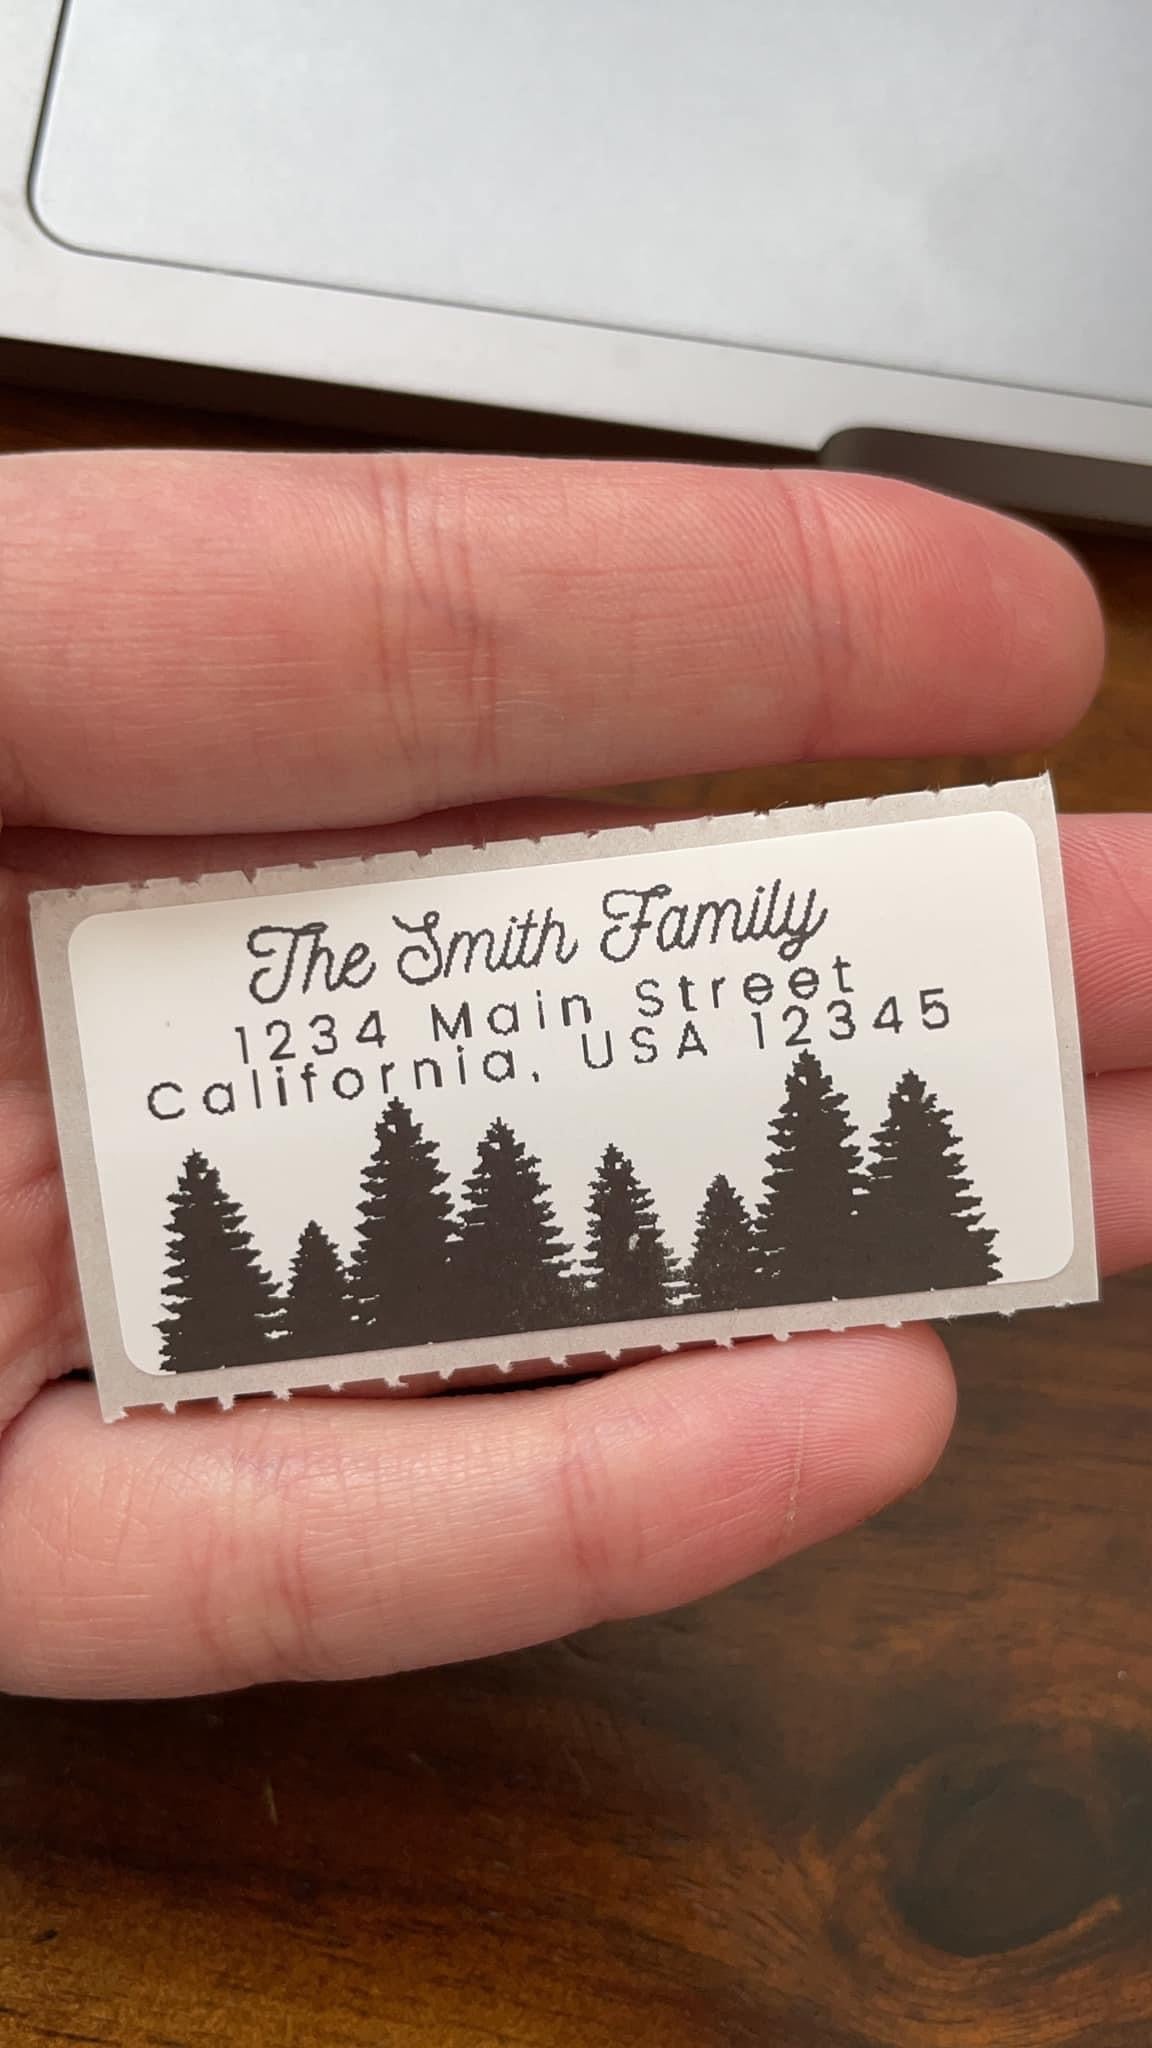 The Smith Family
1234 Main Street
California, USA 12345